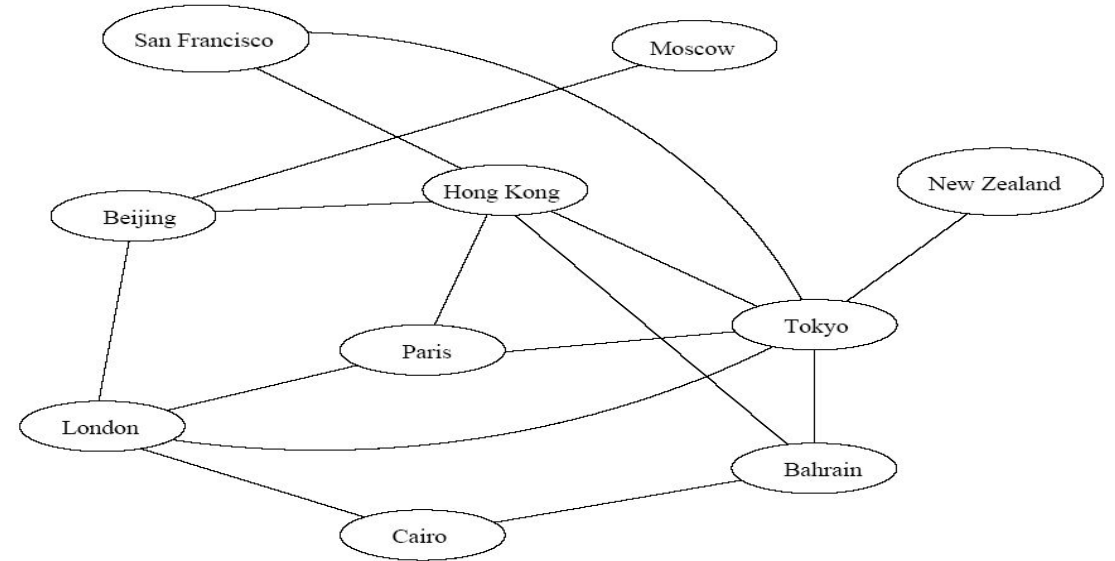 San Francisco
Moscow
Hong Kong
New Zealand
Beijing
Tokyo
Paris
London
Bahrain
Cairo